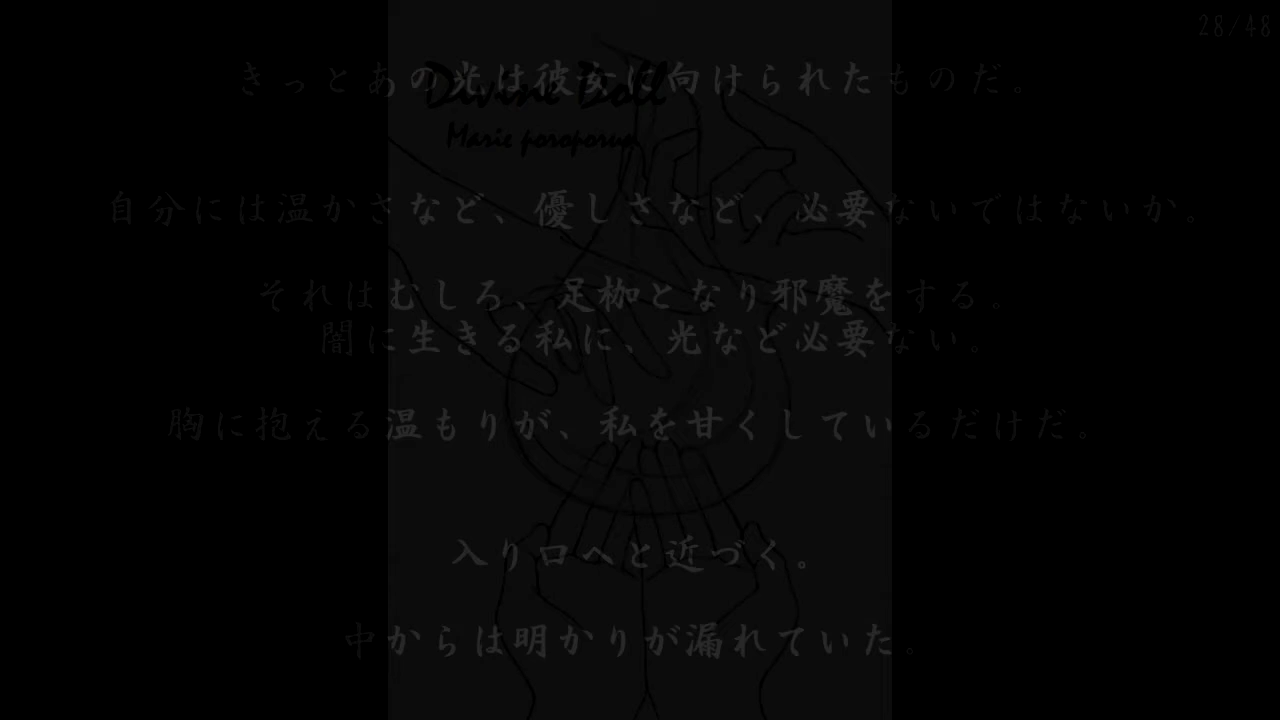 28/48
Divine Doll
Marie poroporuno
きっとあの光は彼女に向けられたものだ。
自分には温かさなど、優しさなど、必要ないではないか。
それはむしろ、足枷となり邪魔をする。
闇に生きる私に、光など必要ない。
胸に抱える温もりが、私を甘くしているだけだ。
入り口へと近づく。
中からは明かりが漏れていた。